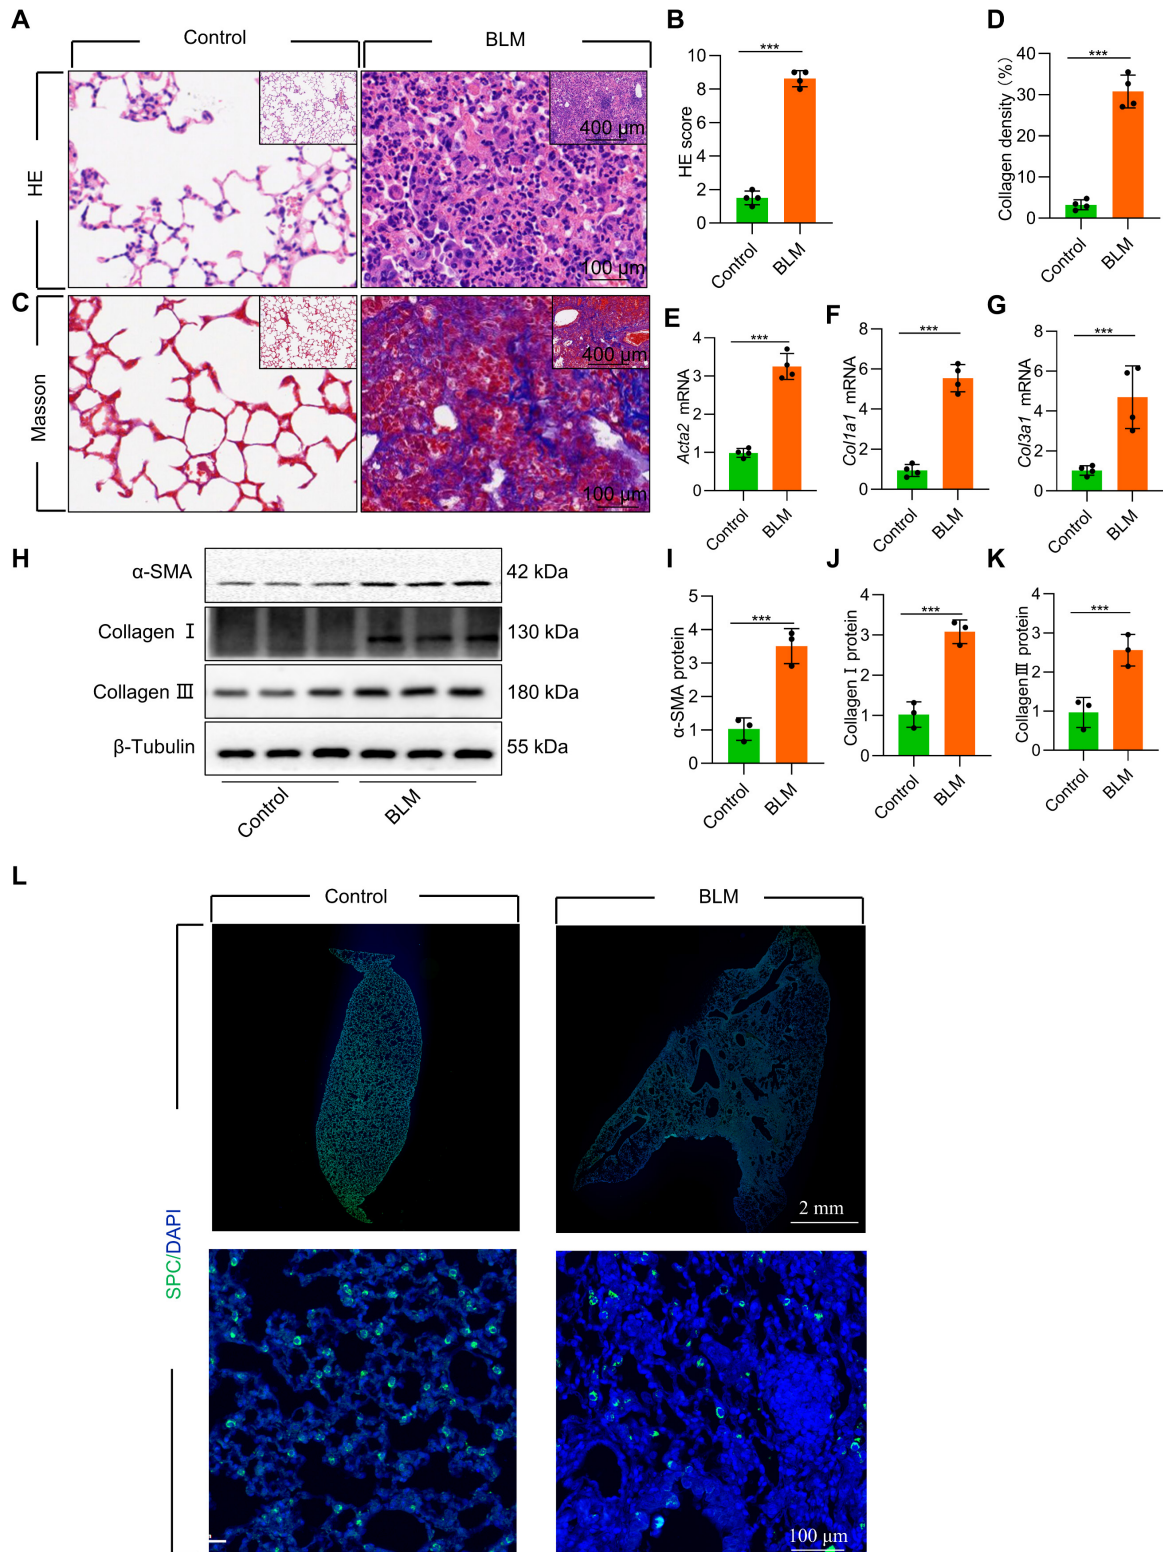 A
Control
BLM
HE
400 µm
100 µm
B
***
HE score
10
8
6
4
2
0
Control
BLM
D
***
Collagen density (%)
40
30
20
10
0
Control
BLM
C
Masson
400 µm
100 µm
E
***
Acta2 mRNA
4
3
2
1
0
Control
BLM
F
***
Col1a1 mRNA
8
6
4
2
0
Control
BLM
G
***
Col3a1 mRNA
8
6
4
2
0
Control
BLM
H
α-SMA
42 kDa
Collagen Ⅰ
130 kDa
Collagen Ⅲ
180 kDa
β-Tubulin
55 kDa
Control
BLM
I
***
α-SMA protein
5
4
3
2
1
0
Control
BLM
J
***
Collagen Ⅰ protein
4
3
2
1
0
Control
BLM
K
***
Collagen Ⅲ protein
4
3
2
1
0
Control
BLM
L
Control
BLM
SPC/DAPI
2 mm
100 µm